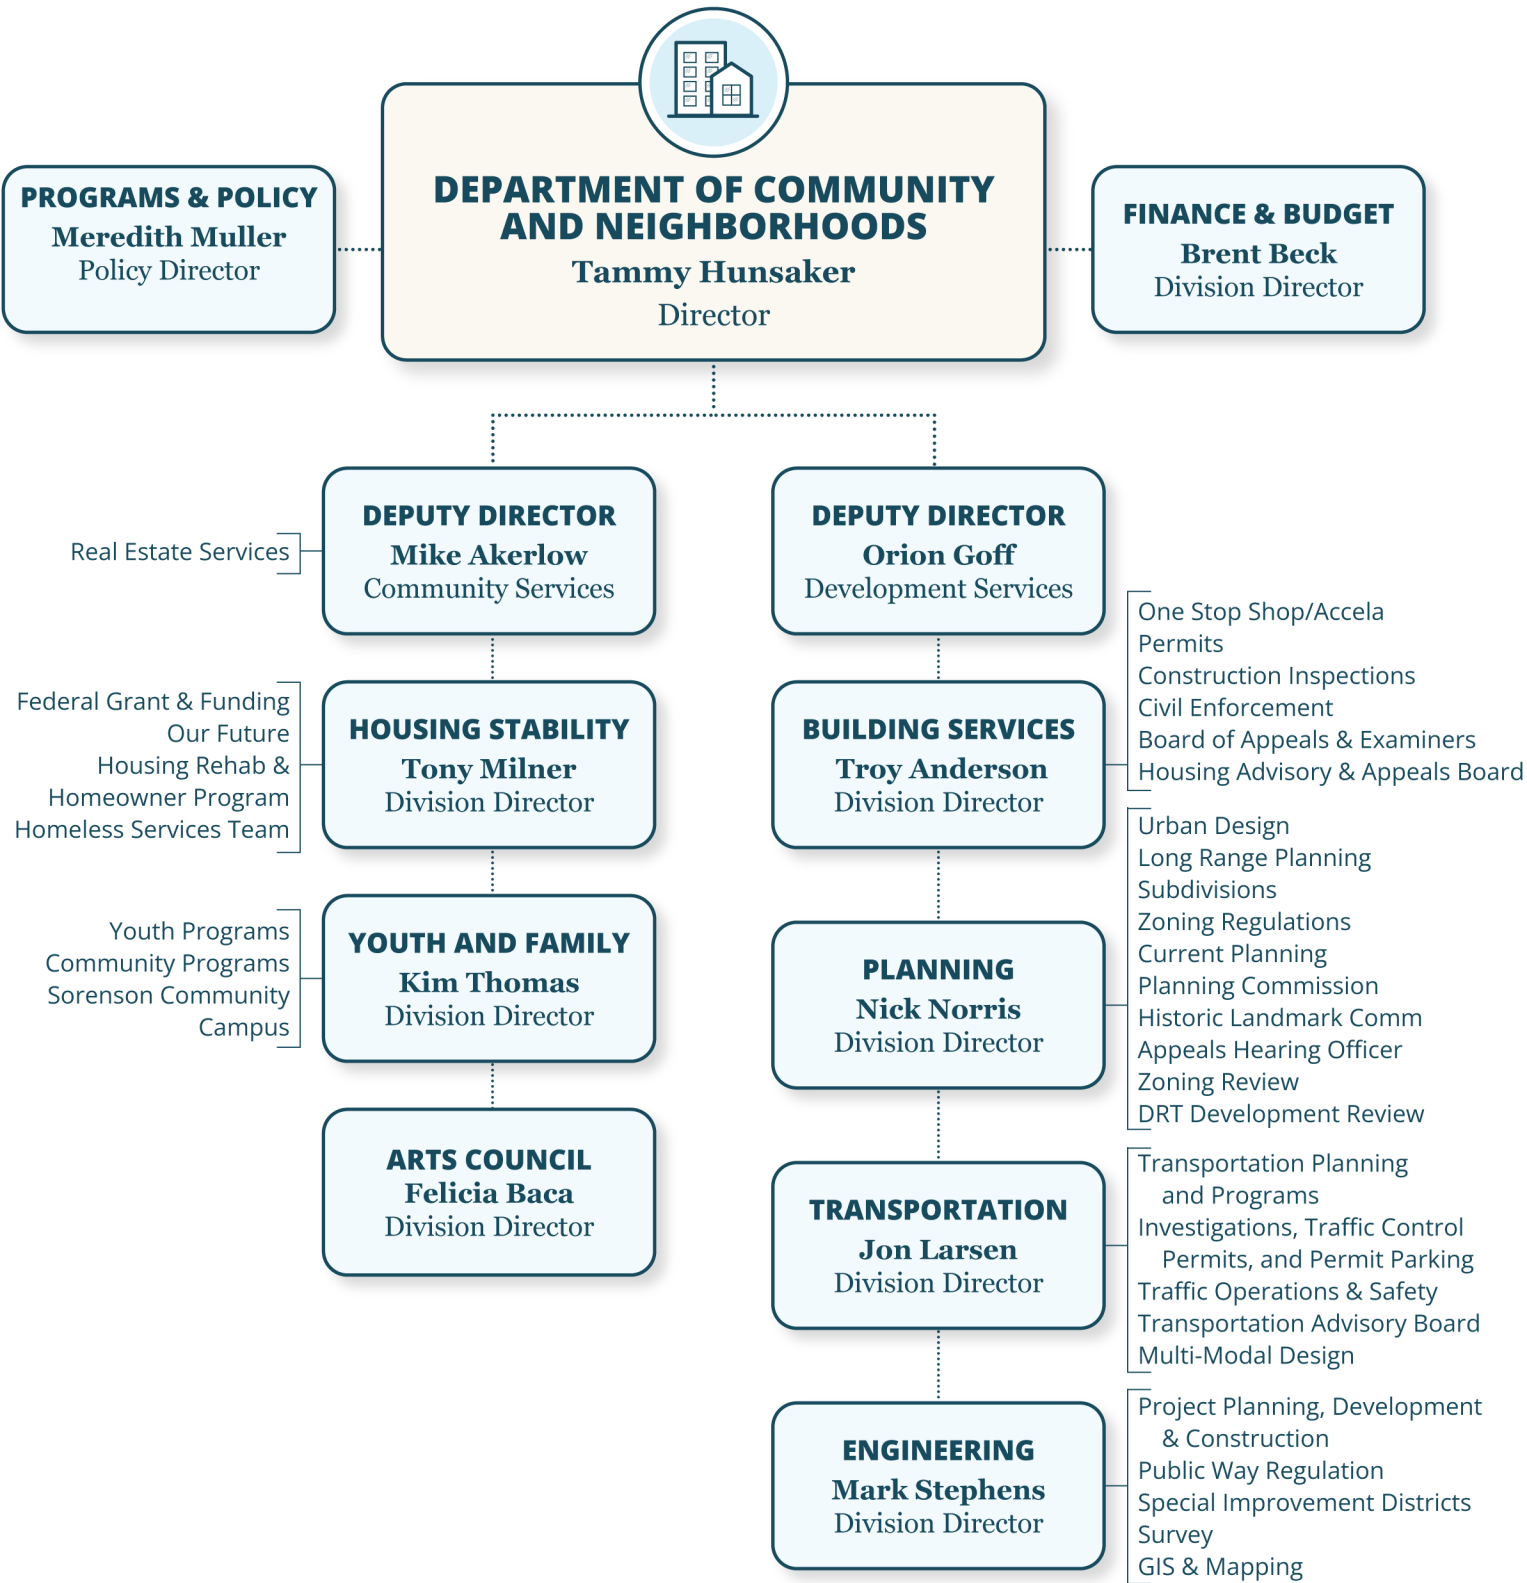 DEPARTMENT OF COMMUNITY
AND NEIGHBORHOODS
Tammy Hunsaker
Director
PROGRAMS & POLICY
Meredith Muller
Policy Director
FINANCE & BUDGET
Brent Beck
Division Director
DEPUTY DIRECTOR
Mike Akerlow
Community Services
Real Estate Services
HOUSING STABILITY
Tony Milner
Division Director
Federal Grant & Funding
Our Future
Housing Rehab &
Homeowner Program
Homeless Services Team
YOUTH AND FAMILY
Kim Thomas
Division Director
Youth Programs
Community Programs
Sorenson Community
Campus
ARTS COUNCIL
Felicia Baca
Division Director
DEPUTY DIRECTOR
Orion Goff
Development Services
BUILDING SERVICES
Troy Anderson
Division Director
One Stop Shop/Accela
Permits
Construction Inspections
Civil Enforcement
Board of Appeals & Examiners
Housing Advisory & Appeals Board
PLANNING
Nick Norris
Division Director
Urban Design
Long Range Planning
Subdivisions
Zoning Regulations
Current Planning
Planning Commission
Historic Landmark Comm
Appeals Hearing Officer
Zoning Review
DRT Development Review
TRANSPORTATION
Jon Larsen
Division Director
Transportation Planning
and Programs
Investigations, Traffic Control
Permits, and Permit Parking
Traffic Operations & Safety
Transportation Advisory Board
Multi-Modal Design
ENGINEERING
Mark Stephens
Division Director
Project Planning, Development
& Construction
Public Way Regulation
Special Improvement Districts
Survey
GIS & Mapping